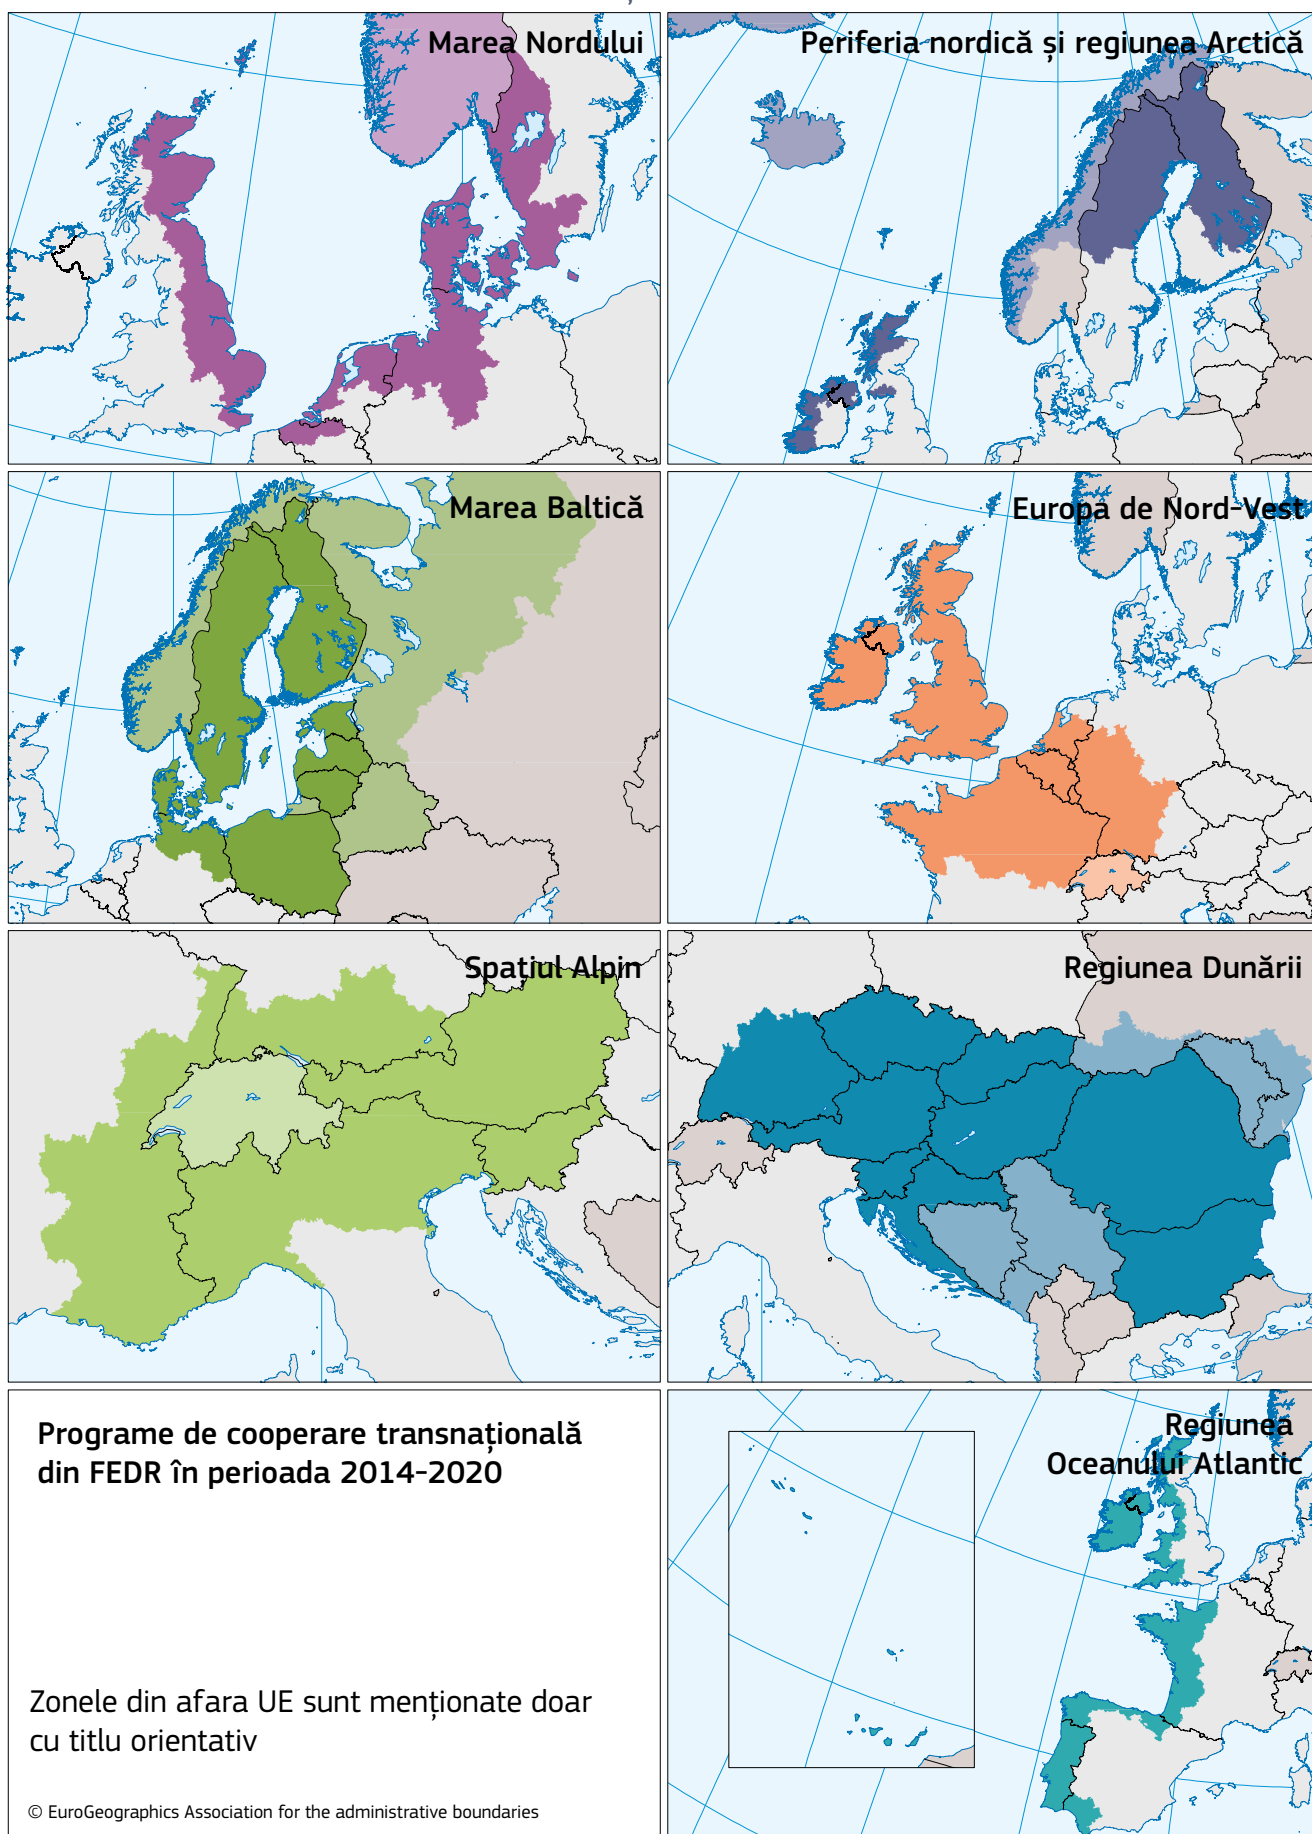 Marea Nordului
Periferia nordică și regiunea Arctică
Marea Baltică
Europa de Nord-Vest
Spațiul Alpin
Regiunea Dunării
Programe de cooperare transnațională
din FEDR în perioada 2014-2020
Zonele din afara UE sunt menționate doar
cu titlu orientativ
© EuroGeographics Association for the administrative boundaries
Regiunea
Oceanului Atlantic